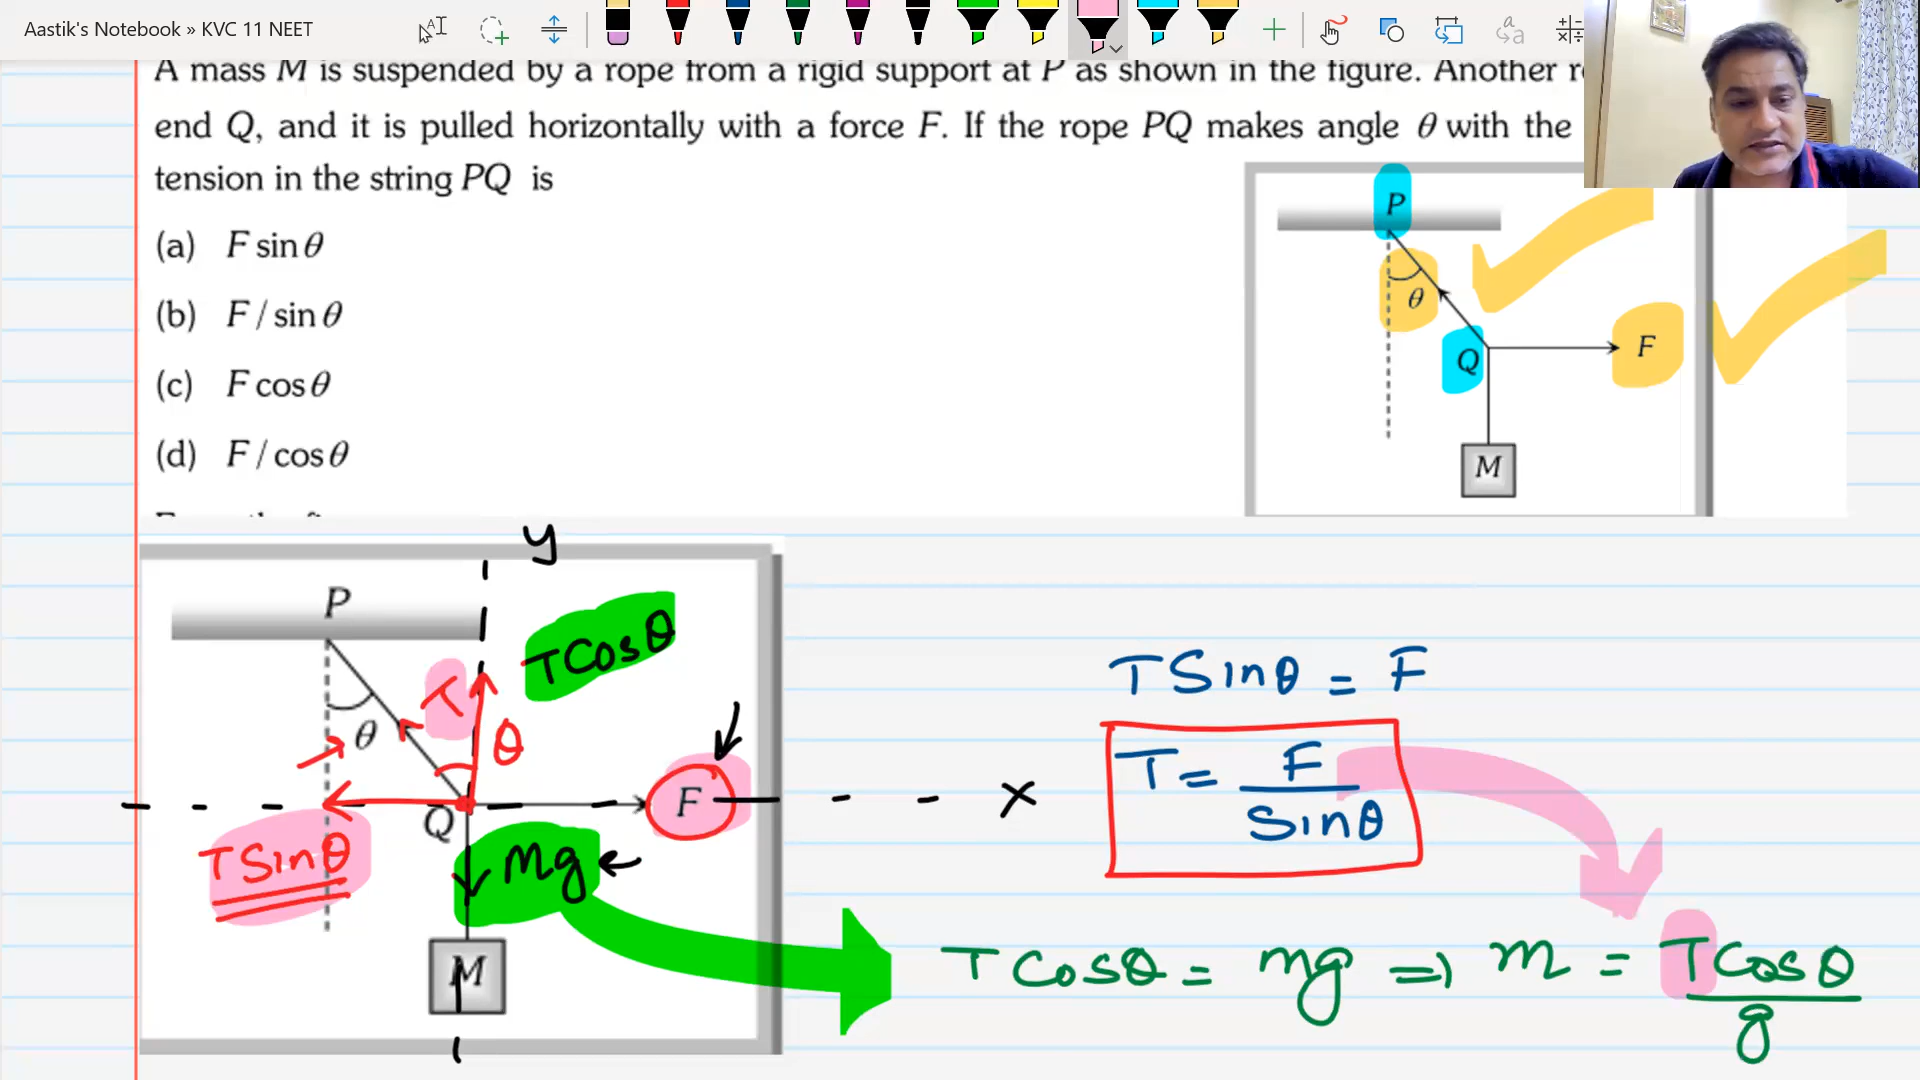 Aastik's Notebook » KVC 11 NEET
A mass M is suspended by a rope from a rigid support at P as shown in the figure. Another
end Q, and it is pulled horizontally with a force F. If the rope PQ makes angle θ with the
tension in the string PQ is
(a) F sin θ
(b) F / sin θ
(c) F cos θ
(d) F / cos θ
P
θ
Q
F
M
y
P
TCosθ
T
θ
θ
F
x
Q
TSinθ
Mg
M
TSinθ = F
T = F / Sinθ
TCosθ = mg ⇒ m = TCosθ / g